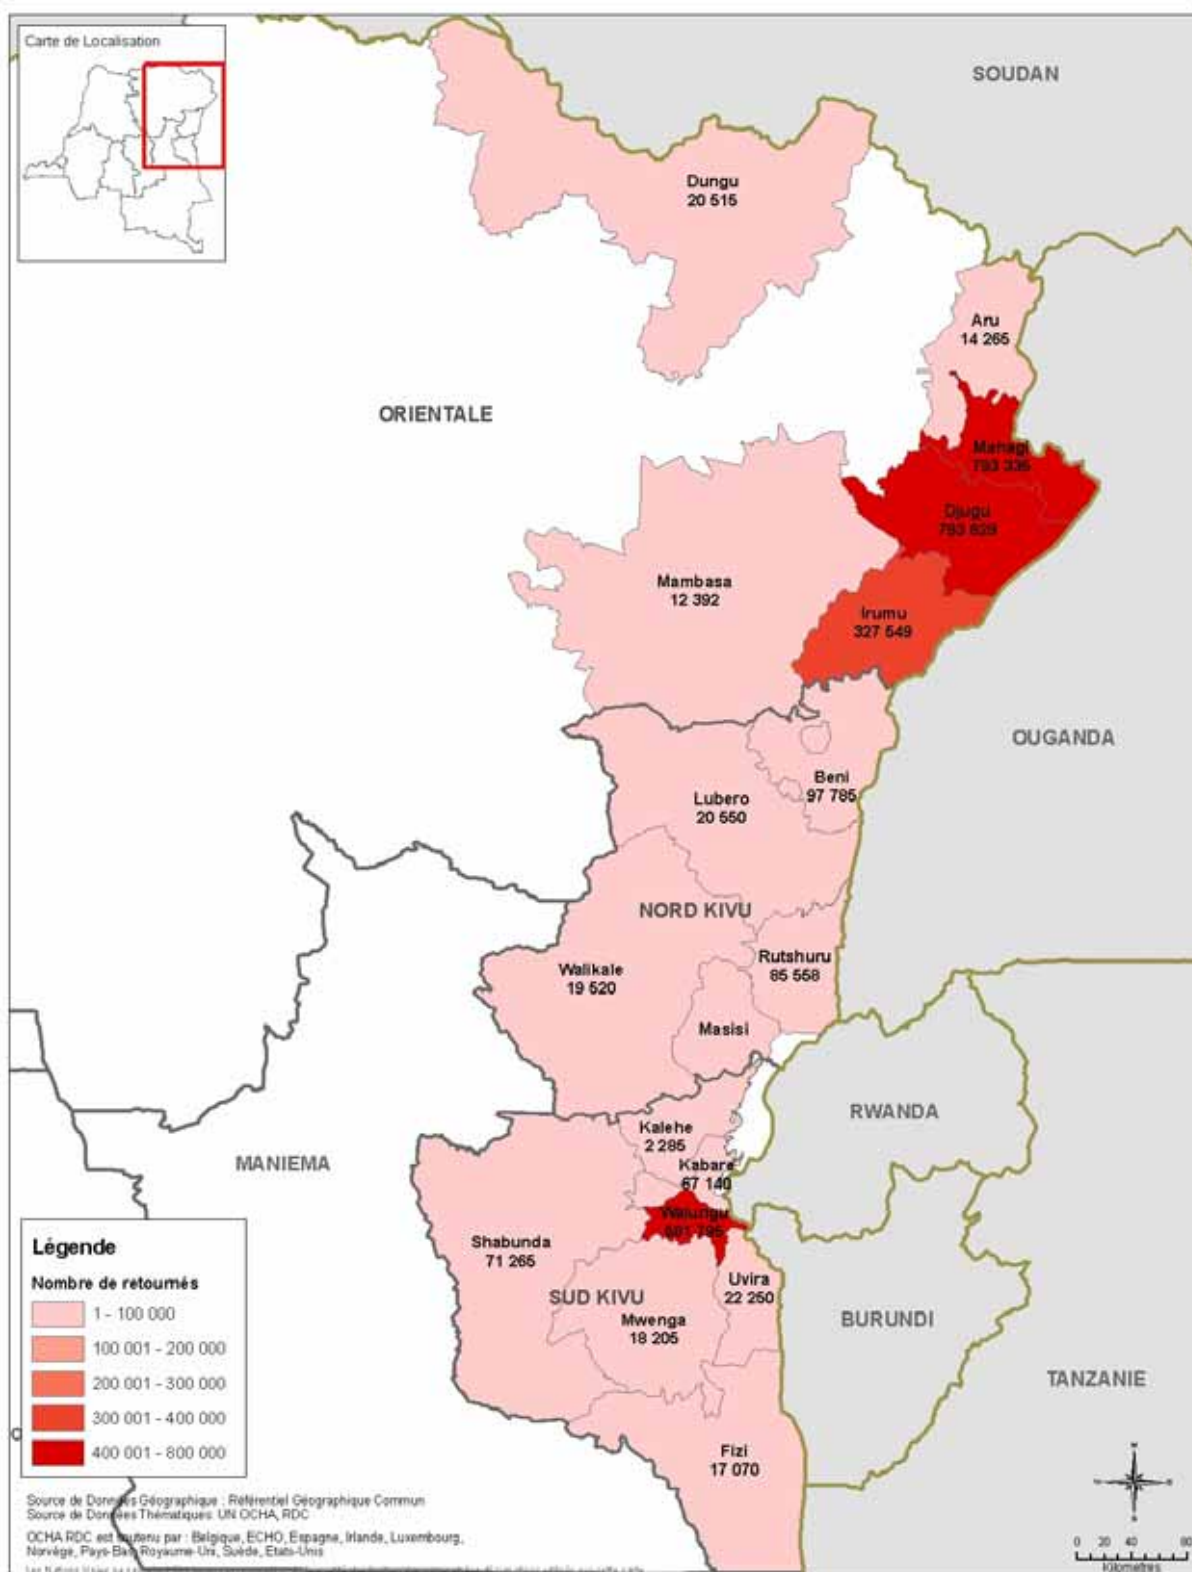 Carte de Localisation
SOUDAN
Dungu
20 515
Aru
14 265
ORIENTALE
Mahagi
793 336
Djugu
783 829
Mambasa
12 392
Irumu
327 549
OUGANDA
Beni
97 785
Lubero
20 550
NORD KIVU
Rutshuru
85 558
Walikale
19 520
Masisi
RWANDA
Kalehe
2 285
MANIEMA
Kabare
67 140
Walungu
Shabunda
71 265
Uvira
22 250
SUD KIVU
Mwenga
18 205
BURUNDI
TANZANIE
Fizi
17 070
Légende
Nombre de retournés
1 - 100 000
100 001 - 200 000
200 001 - 300 000
300 001 - 400 000
400 001 - 800 000
Source de Données Géographique : Référentiel Géographique Commun
Source de Données Thématiques: UN OCHA, RDC
OCHA RDC est soutenu par : Belgique, ECHO, Espagne, Irlande, Luxembourg,
Norvège, Pays-Bas, Royaume-Uni, Suède, Etats-Unis
0 20 40 80
Kilomètres